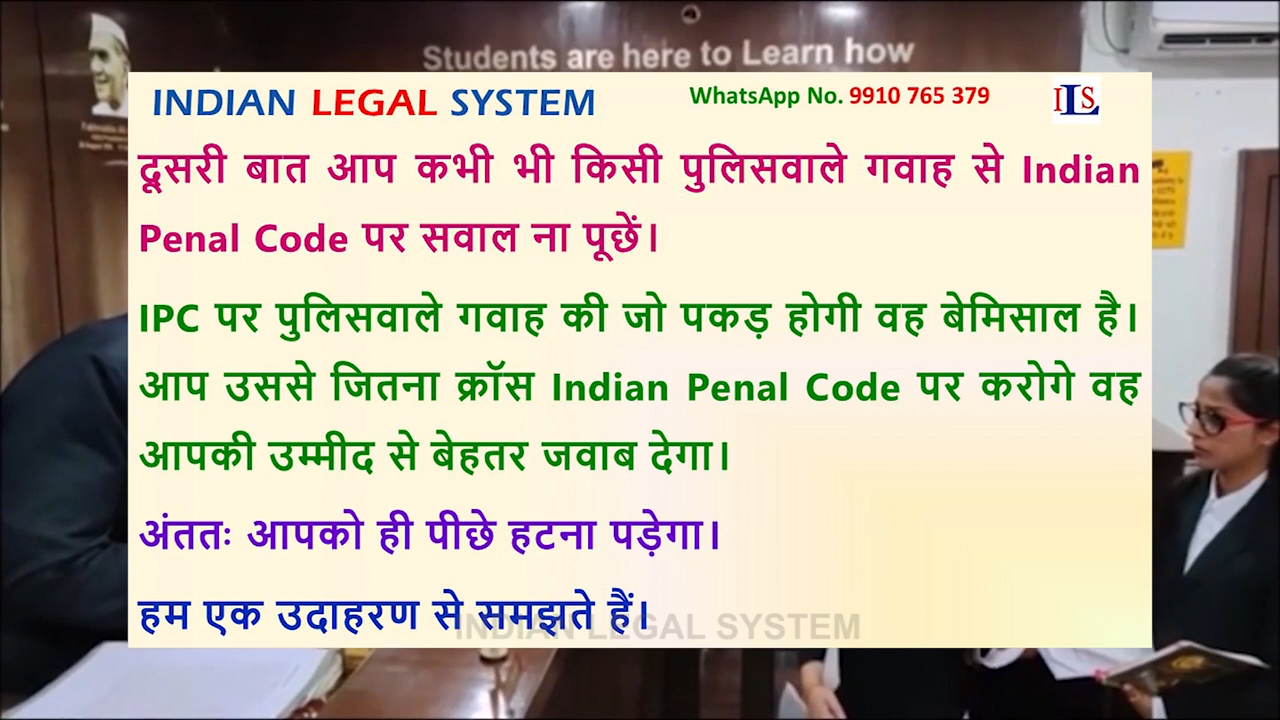 Students are here to Learn how
INDIAN LEGAL SYSTEM
WhatsApp No. 9910 765 379
ILS
दूसरी बात आप कभी भी किसी पुलिसवाले गवाह से Indian
Penal Code पर सवाल ना पूछें।
IPC पर पुलिसवाले गवाह की जो पकड़ होगी वह बेमिसाल है।
आप उससे जितना क्रॉस Indian Penal Code पर करोगे वह
आपकी उम्मीद से बेहतर जवाब देगा।
अंततः आपको ही पीछे हटना पड़ेगा।
हम एक उदाहरण से समझते हैं।
INDIAN LEGAL SYSTEM